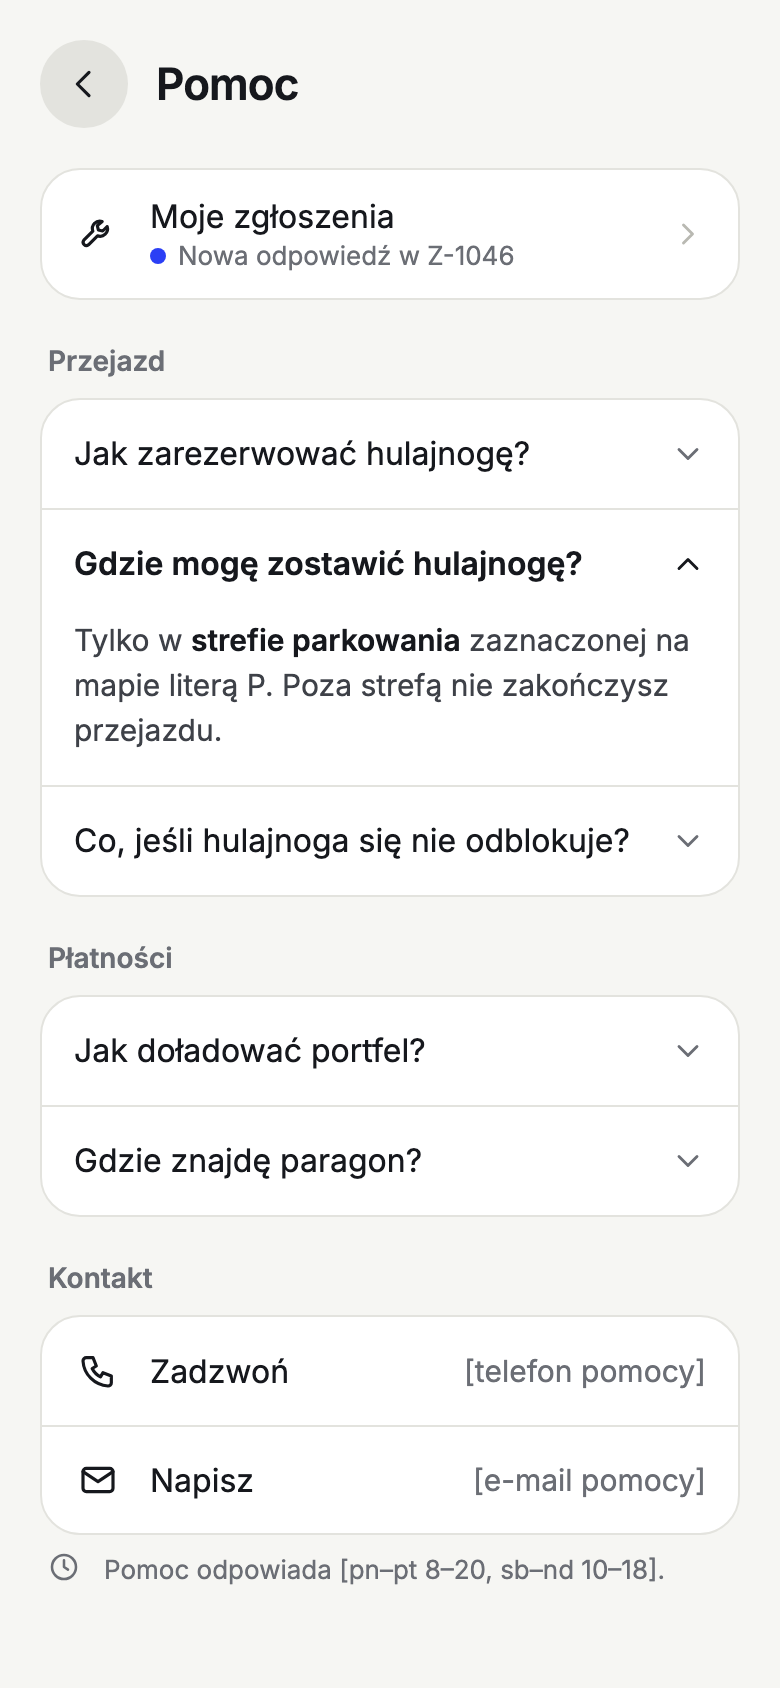 Pomoc
Moje zgłoszenia
Nowa odpowiedź w Z-1046
Przejazd
Jak zarezerwować hulajnogę?
Gdzie mogę zostawić hulajnogę?
Tylko w strefie parkowania zaznaczonej na
mapie literą P. Poza strefą nie zakończysz
przejazdu.
Co, jeśli hulajnoga się nie odblokuje?
Płatności
Jak doładować portfel?
Gdzie znajdę paragon?
Kontakt
Zadzwoń [telefon pomocy]
Napisz [e-mail pomocy]
Pomoc odpowiada [pn–pt 8–20, sb–nd 10–18].